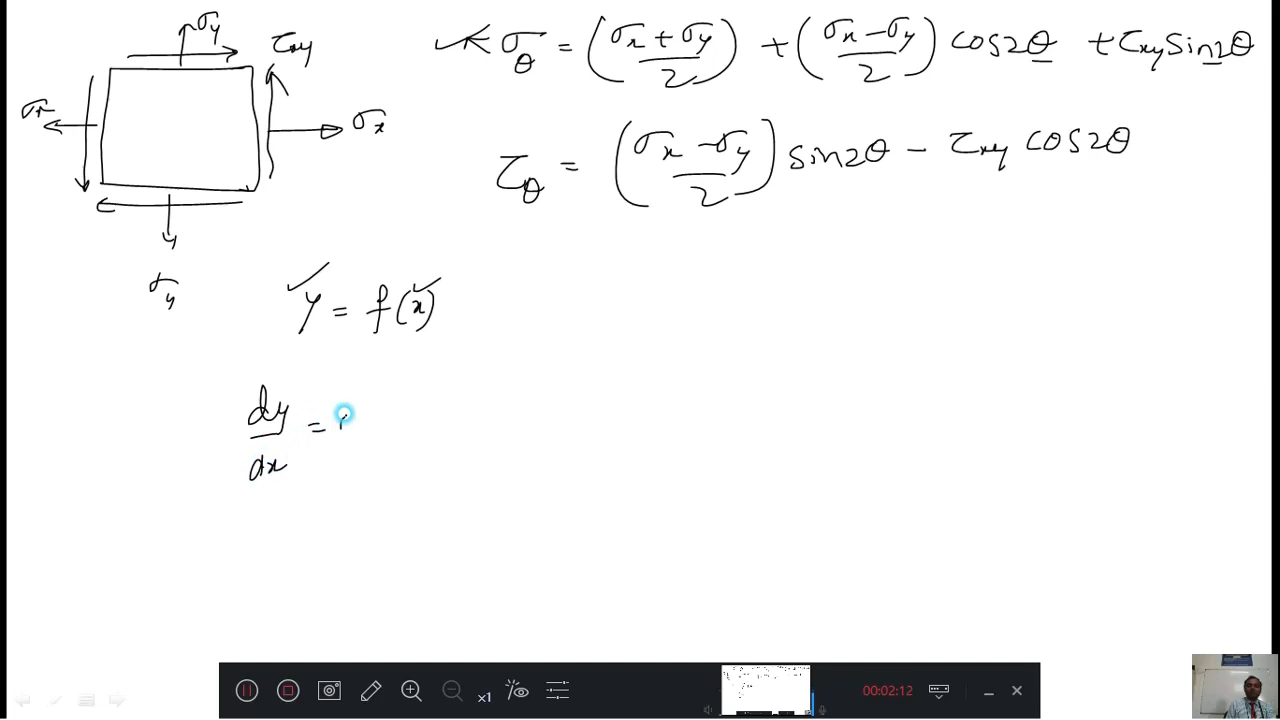 σy
τxy
σx
σx
σy
σθ = (σx + σy / 2) + (σx − σy / 2) cos2θ + τxy sin2θ
τθ = (σx − σy / 2) sin2θ − τxy cos2θ
y = f(x)
dy/dx =
x1
00:02:12